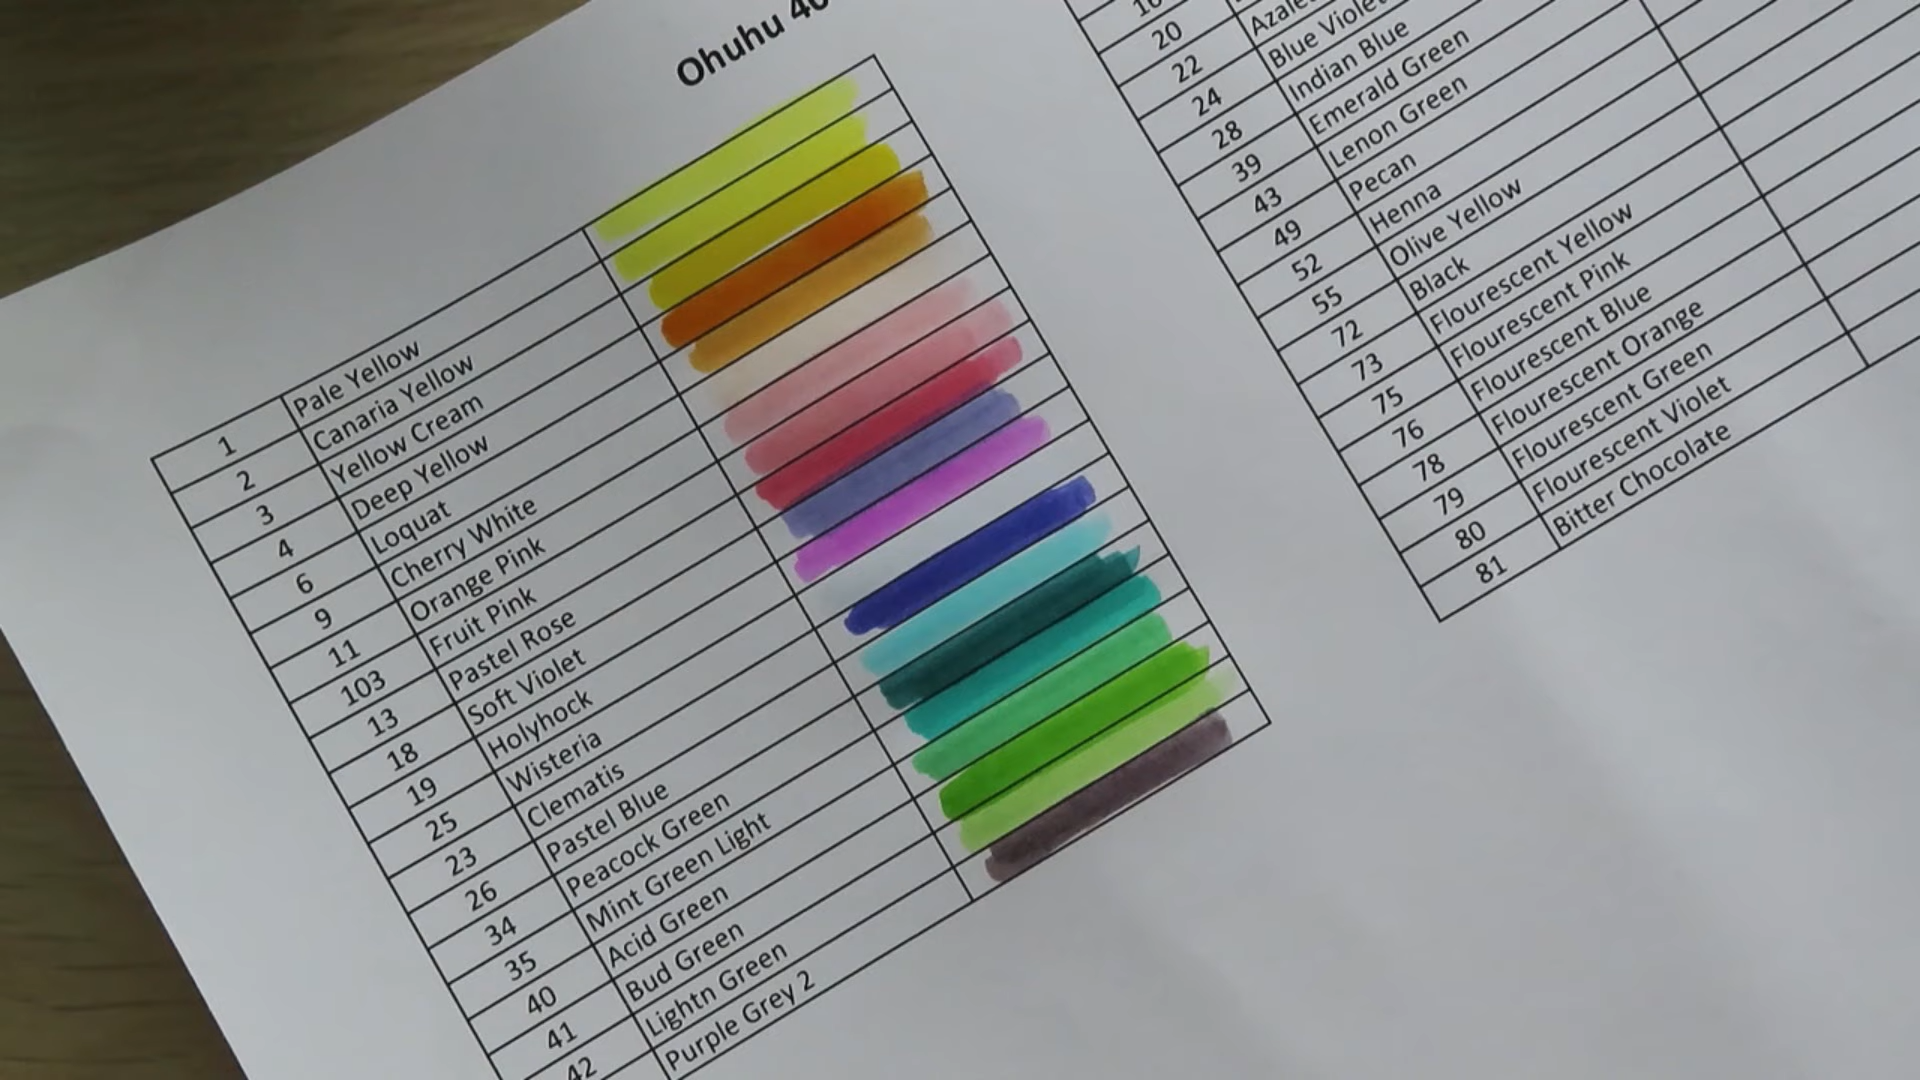 Ohuhu 40
1 Pale Yellow
2 Canaria Yellow
3 Yellow Cream
4 Deep Yellow
6 Loquat
9 Cherry White
11 Orange Pink
103 Fruit Pink
13 Pastel Rose
18 Soft Violet
19 Holyhock
25 Wisteria
23 Clematis
26 Pastel Blue
34 Peacock Green
35 Mint Green Light
40 Acid Green
41 Bud Green
42 Lightn Green
Purple Grey 2
20
22 Blue Violet
24 Indian Blue
28 Emerald Green
39 Lenon Green
43 Pecan
49 Henna
52 Olive Yellow
55 Black
72 Flourescent Yellow
73 Flourescent Pink
75 Flourescent Blue
76 Flourescent Orange
78 Flourescent Green
79 Flourescent Violet
80 Bitter Chocolate
81